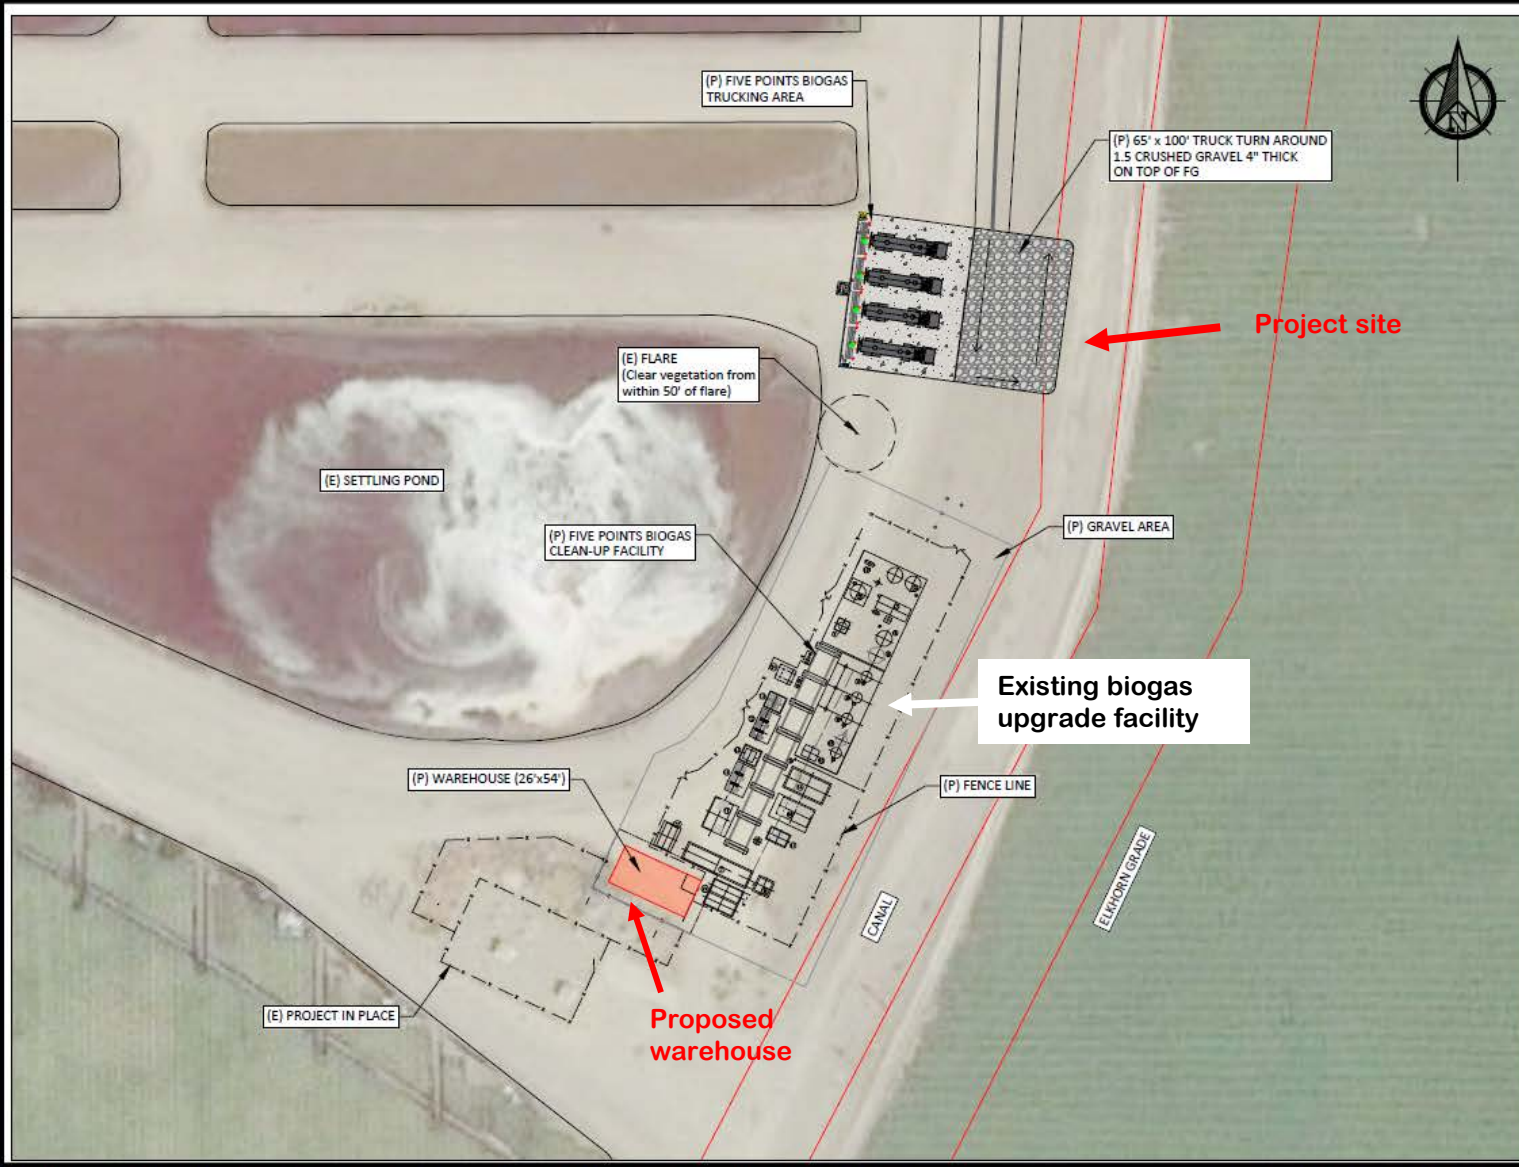 (P) FIVE POINTS BIOGAS
TRUCKING AREA
N
(P) 65' x 100' TRUCK TURN AROUND
1.5 CRUSHED GRAVEL 4" THICK
ON TOP OF FG
Project site
(E) FLARE
(Clear vegetation from
within 50' of flare)
(E) SETTLING POND
(P) FIVE POINTS BIOGAS
CLEAN-UP FACILITY
(P) GRAVEL AREA
Existing biogas
upgrade facility
(P) WAREHOUSE (26'x54')
(P) FENCE LINE
ELKHORN GRADE
CANAL
(E) PROJECT IN PLACE
Proposed
warehouse